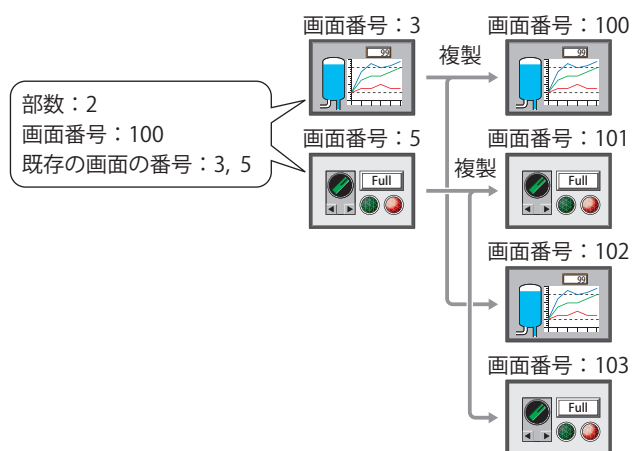 画面番号：3
画面番号：100
99
複製
99
部数：2
画面番号：100
既存の画面の番号：3, 5
画面番号：5
画面番号：101
複製
Full
Full
画面番号：102
99
画面番号：103
Full